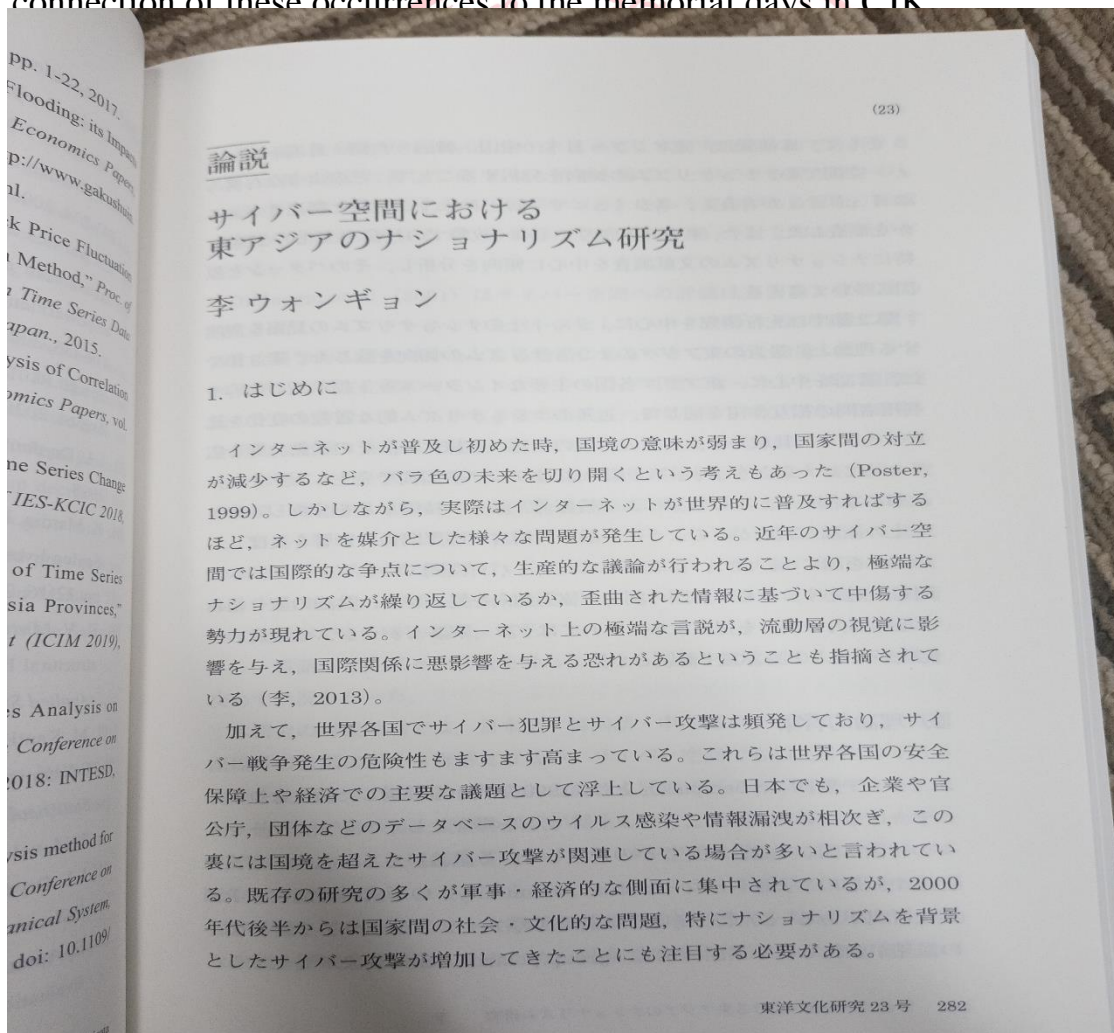 connection of these occurrences to the memorial days in CTK
pp. 1-22, 2017.
Flooding: its Impacts
Economics Papers,
p://www.gakushuin.
ml.
ck Price Fluctuation
n Method," Proc. of
n Time Series Data
apan., 2015.
ysis of Correlation
omics Papers, vol.
me Series Change
IES-KCIC 2018,
of Time Series
sia Provinces,"
t (ICIM 2019),
es Analysis on
Conference on
2018: INTESD,
ysis method for
Conference on
anical System,
doi: 10.1109/
(23)
論説
サイバー空間における
東アジアのナショナリズム研究
李 ウォンギョン
1. はじめに
インターネットが普及し初めた時，国境の意味が弱まり，国家間の対立
が減少するなど，バラ色の未来を切り開くという考えもあった（Poster,
1999）。しかしながら，実際はインターネットが世界的に普及すればする
ほど，ネットを媒介とした様々な問題が発生している。近年のサイバー空
間では国際的な争点について，生産的な議論が行われることより，極端な
ナショナリズムが繰り返しているか，歪曲された情報に基づいて中傷する
勢力が現れている。インターネット上の極端な言説が，流動層の視覚に影
響を与え，国際関係に悪影響を与える恐れがあるということも指摘されて
いる（李，2013）。
加えて，世界各国でサイバー犯罪とサイバー攻撃は頻発しており，サイ
バー戦争発生の危険性もますます高まっている。これらは世界各国の安全
保障上や経済での主要な議題として浮上している。日本でも，企業や官
公庁，団体などのデータベースのウイルス感染や情報漏洩が相次ぎ，この
裏には国境を超えたサイバー攻撃が関連している場合が多いと言われてい
る。既存の研究の多くが軍事・経済的な側面に集中されているが，2000
年代後半からは国家間の社会・文化的な問題，特にナショナリズムを背景
としたサイバー攻撃が増加してきたことにも注目する必要がある。
東洋文化研究 23 号 282